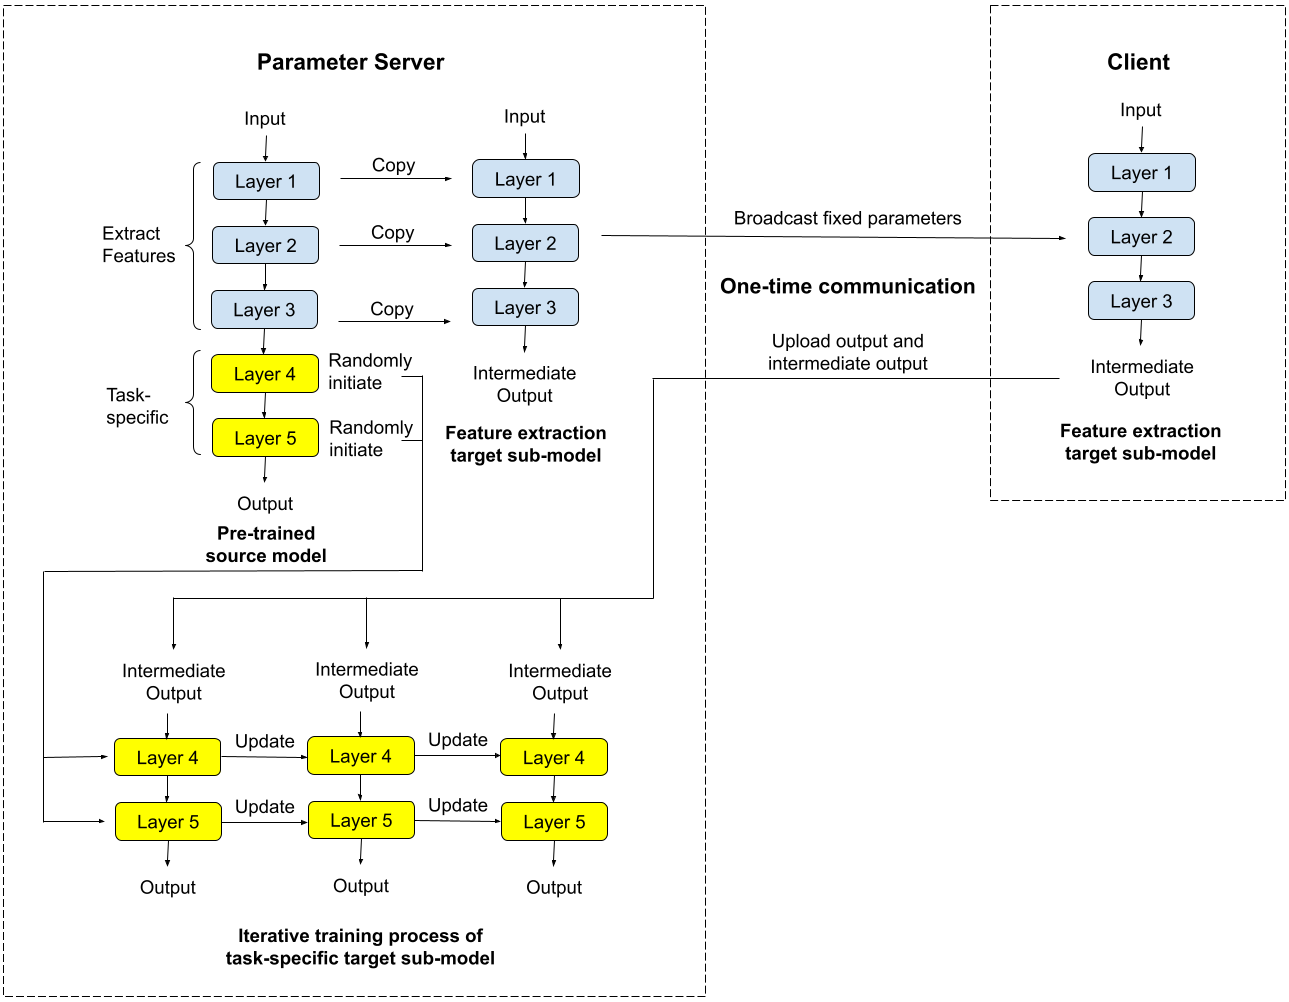 Parameter Server
Input
Layer 1
Layer 2
Layer 3
Layer 4
Layer 5
Output
Pre-trained
source model
Extract
Features
Task-
specific
Copy
Copy
Copy
Randomly
initiate
Randomly
initiate
Input
Layer 1
Layer 2
Layer 3
Intermediate
Output
Feature extraction
target sub-model
Broadcast fixed parameters
One-time communication
Upload output and
intermediate output
Client
Input
Layer 1
Layer 2
Layer 3
Intermediate
Output
Feature extraction
target sub-model
Intermediate
Output
Layer 4
Layer 5
Output
Update
Update
Intermediate
Output
Layer 4
Layer 5
Output
Update
Update
Intermediate
Output
Layer 4
Layer 5
Output
Iterative training process of
task-specific target sub-model